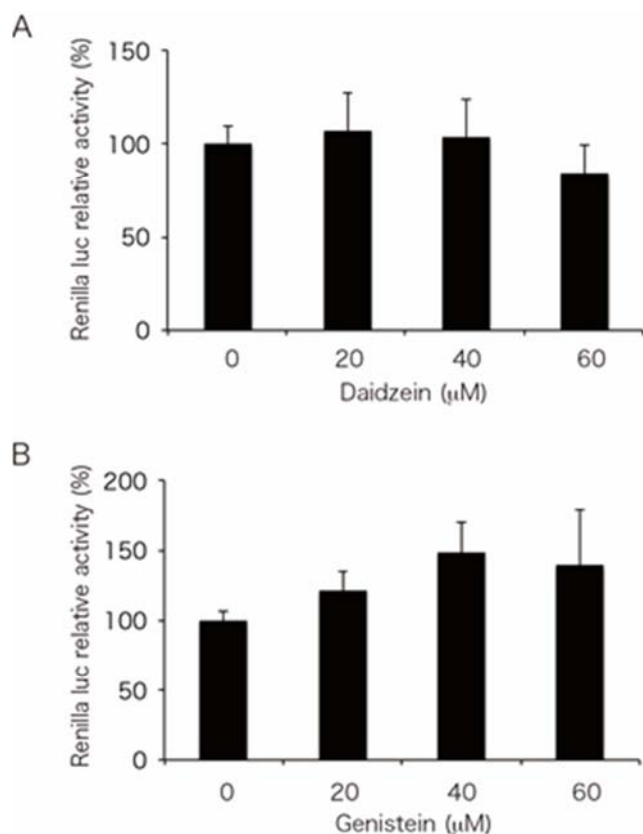 A
Renilla luc relative activity (%)
150
100
50
0
0 20 40 60
Daidzein (μM)
B
Renilla luc relative activity (%)
200
150
100
50
0
0 20 40 60
Genistein (μM)